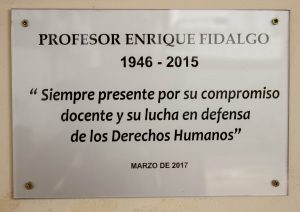 PROFESOR ENRIQUE FIDALGO
1946 - 2015
“ Siempre presente por su compromiso
docente y su lucha en defensa
de los Derechos Humanos”
MARZO DE 2017